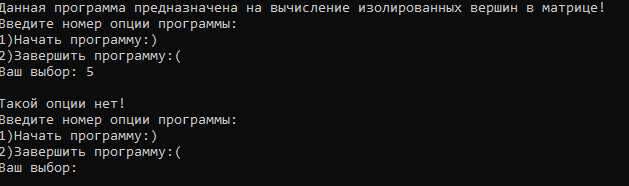 Данная программа предназначена на вычисление изолированных вершин в матрице!
Введите номер опции программы:
1)Начать программу:)
2)Завершить программу:(
Ваш выбор: 5
Такой опции нет!
Введите номер опции программы:
1)Начать программу:)
2)Завершить программу:(
Ваш выбор: